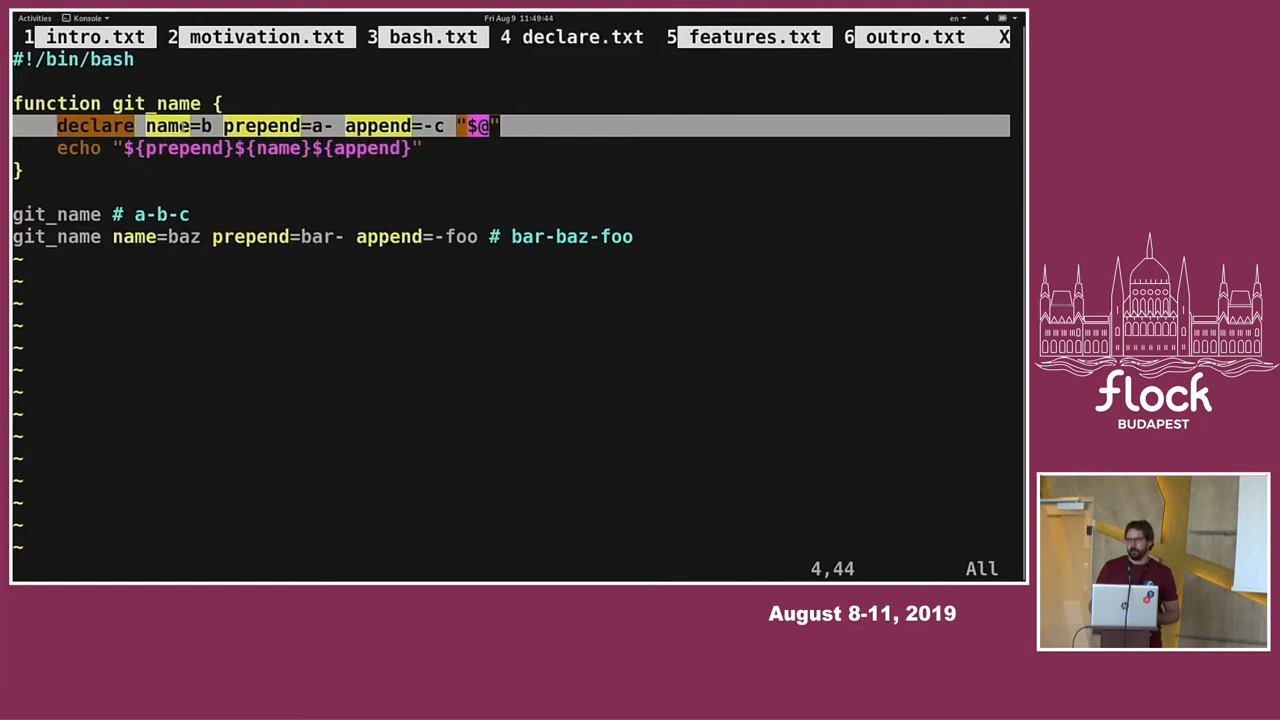 Activities Konsole Fri Aug 9 11:49:44 en
1 intro.txt 2 motivation.txt 3 bash.txt 4 declare.txt 5 features.txt 6 outro.txt X
#!/bin/bash
function git_name {
declare name=b prepend=a- append=-c "$@"
echo "${prepend}${name}${append}"
}
git_name # a-b-c
git_name name=baz prepend=bar- append=-foo # bar-baz-foo
~
~
~
~
~
~
~
~
~
~
~
~
~
~
4,44 All
flock
BUDAPEST
August 8-11, 2019